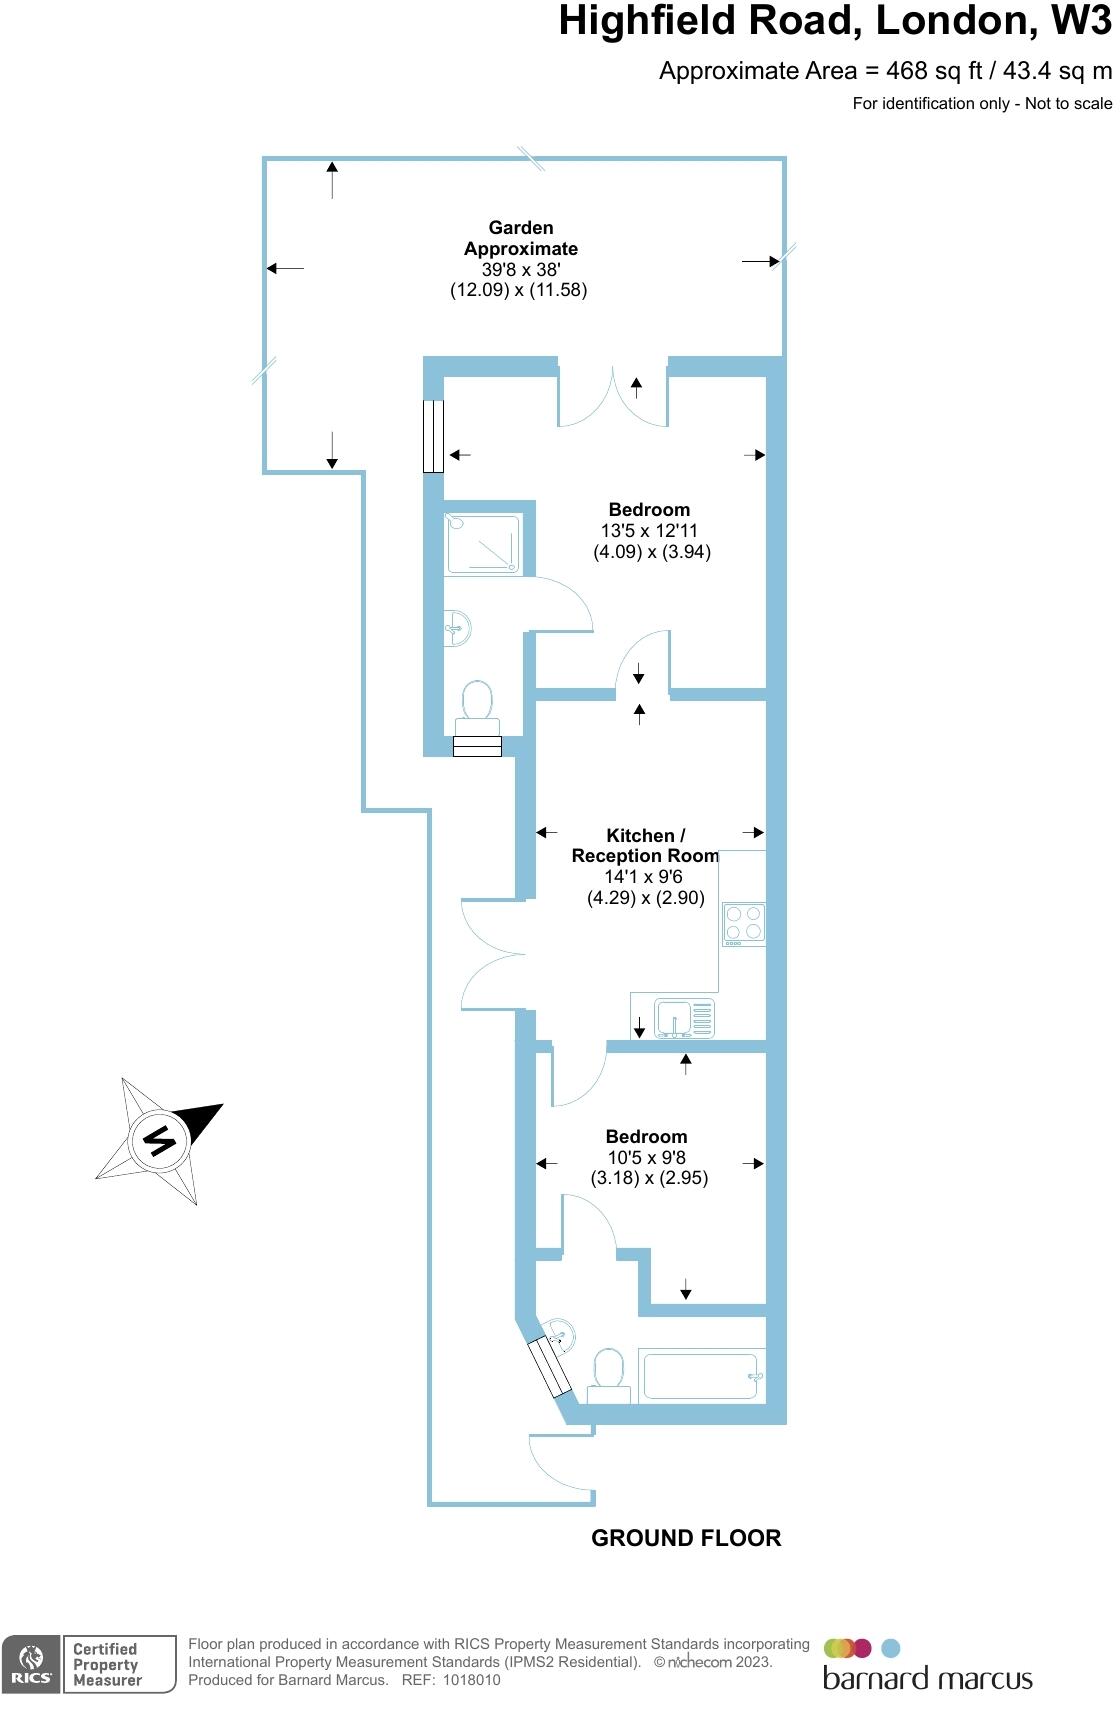 Highfield Road, London, W3
Approximate Area = 468 sq ft / 43.4 sq m
For identification only - Not to scale
Garden
Approximate
39'8 x 38'
(12.09) x (11.58)
Bedroom
13'5 x 12'11
(4.09) x (3.94)
Kitchen /
Reception Room
14'1 x 9'6
(4.29) x (2.90)
Bedroom
10'5 x 9'8
(3.18) x (2.95)
N
GROUND FLOOR
RICS
Certified
Property
Measurer
Floor plan produced in accordance with RICS Property Measurement Standards incorporating
International Property Measurement Standards (IPMS2 Residential). © nichecom 2023.
Produced for Barnard Marcus. REF: 1018010
barnard marcus